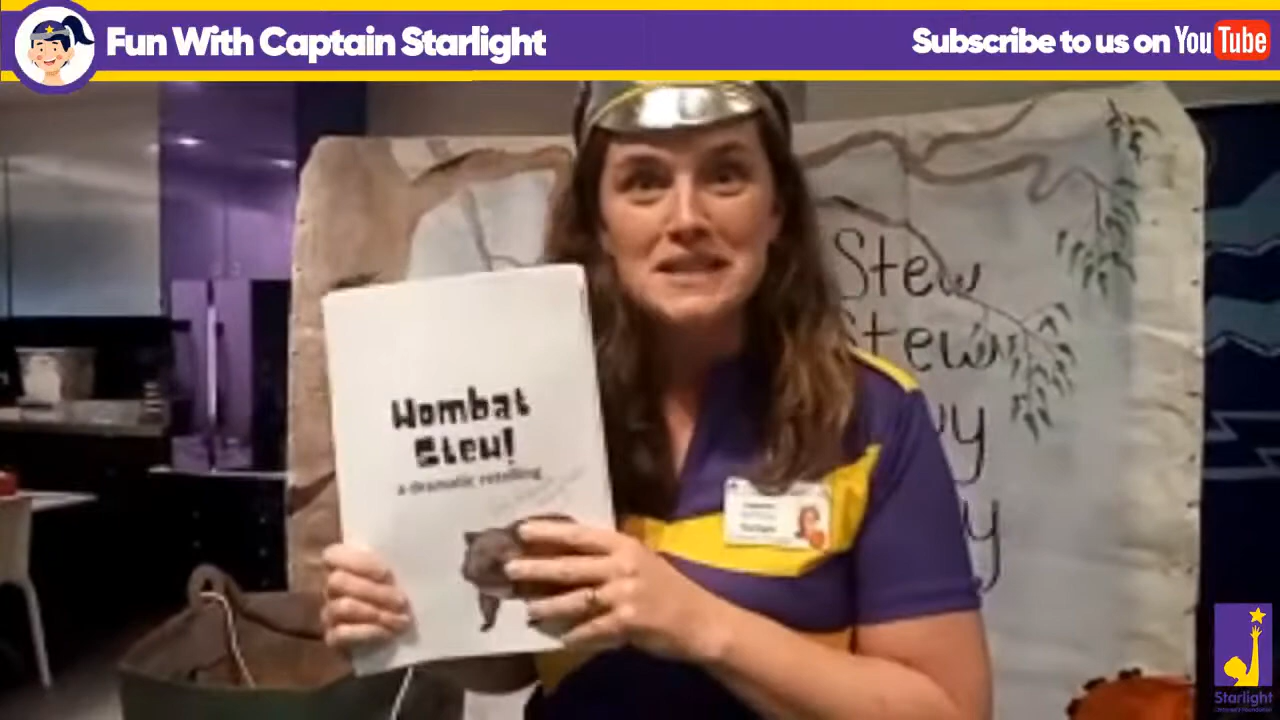 Fun With Captain Starlight
Subscribe to us on YouTube
Wombat
Stew!
a dramatic retelling
Stew
Stew
Starlight